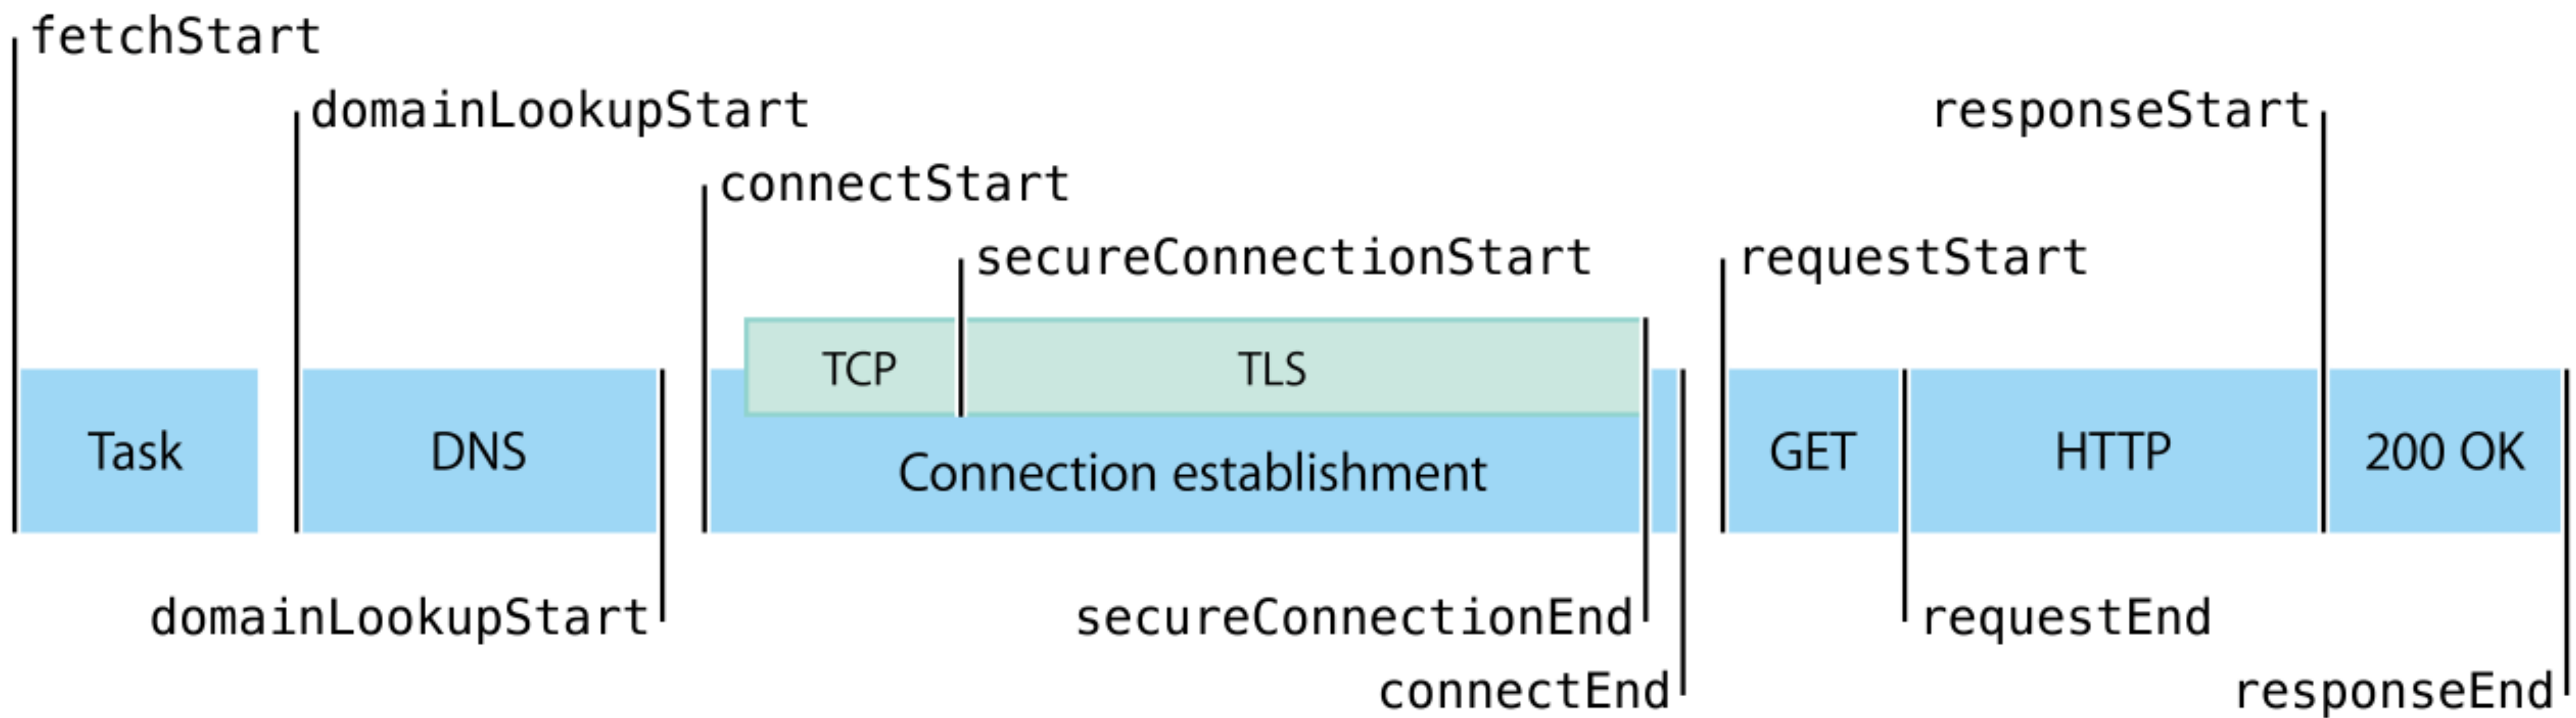 fetchStart
domainLookupStart
responseStart
connectStart
secureConnectionStart
requestStart
TCP
TLS
Task
DNS
Connection establishment
GET
HTTP
200 OK
domainLookupStart
secureConnectionEnd
requestEnd
connectEnd
responseEnd